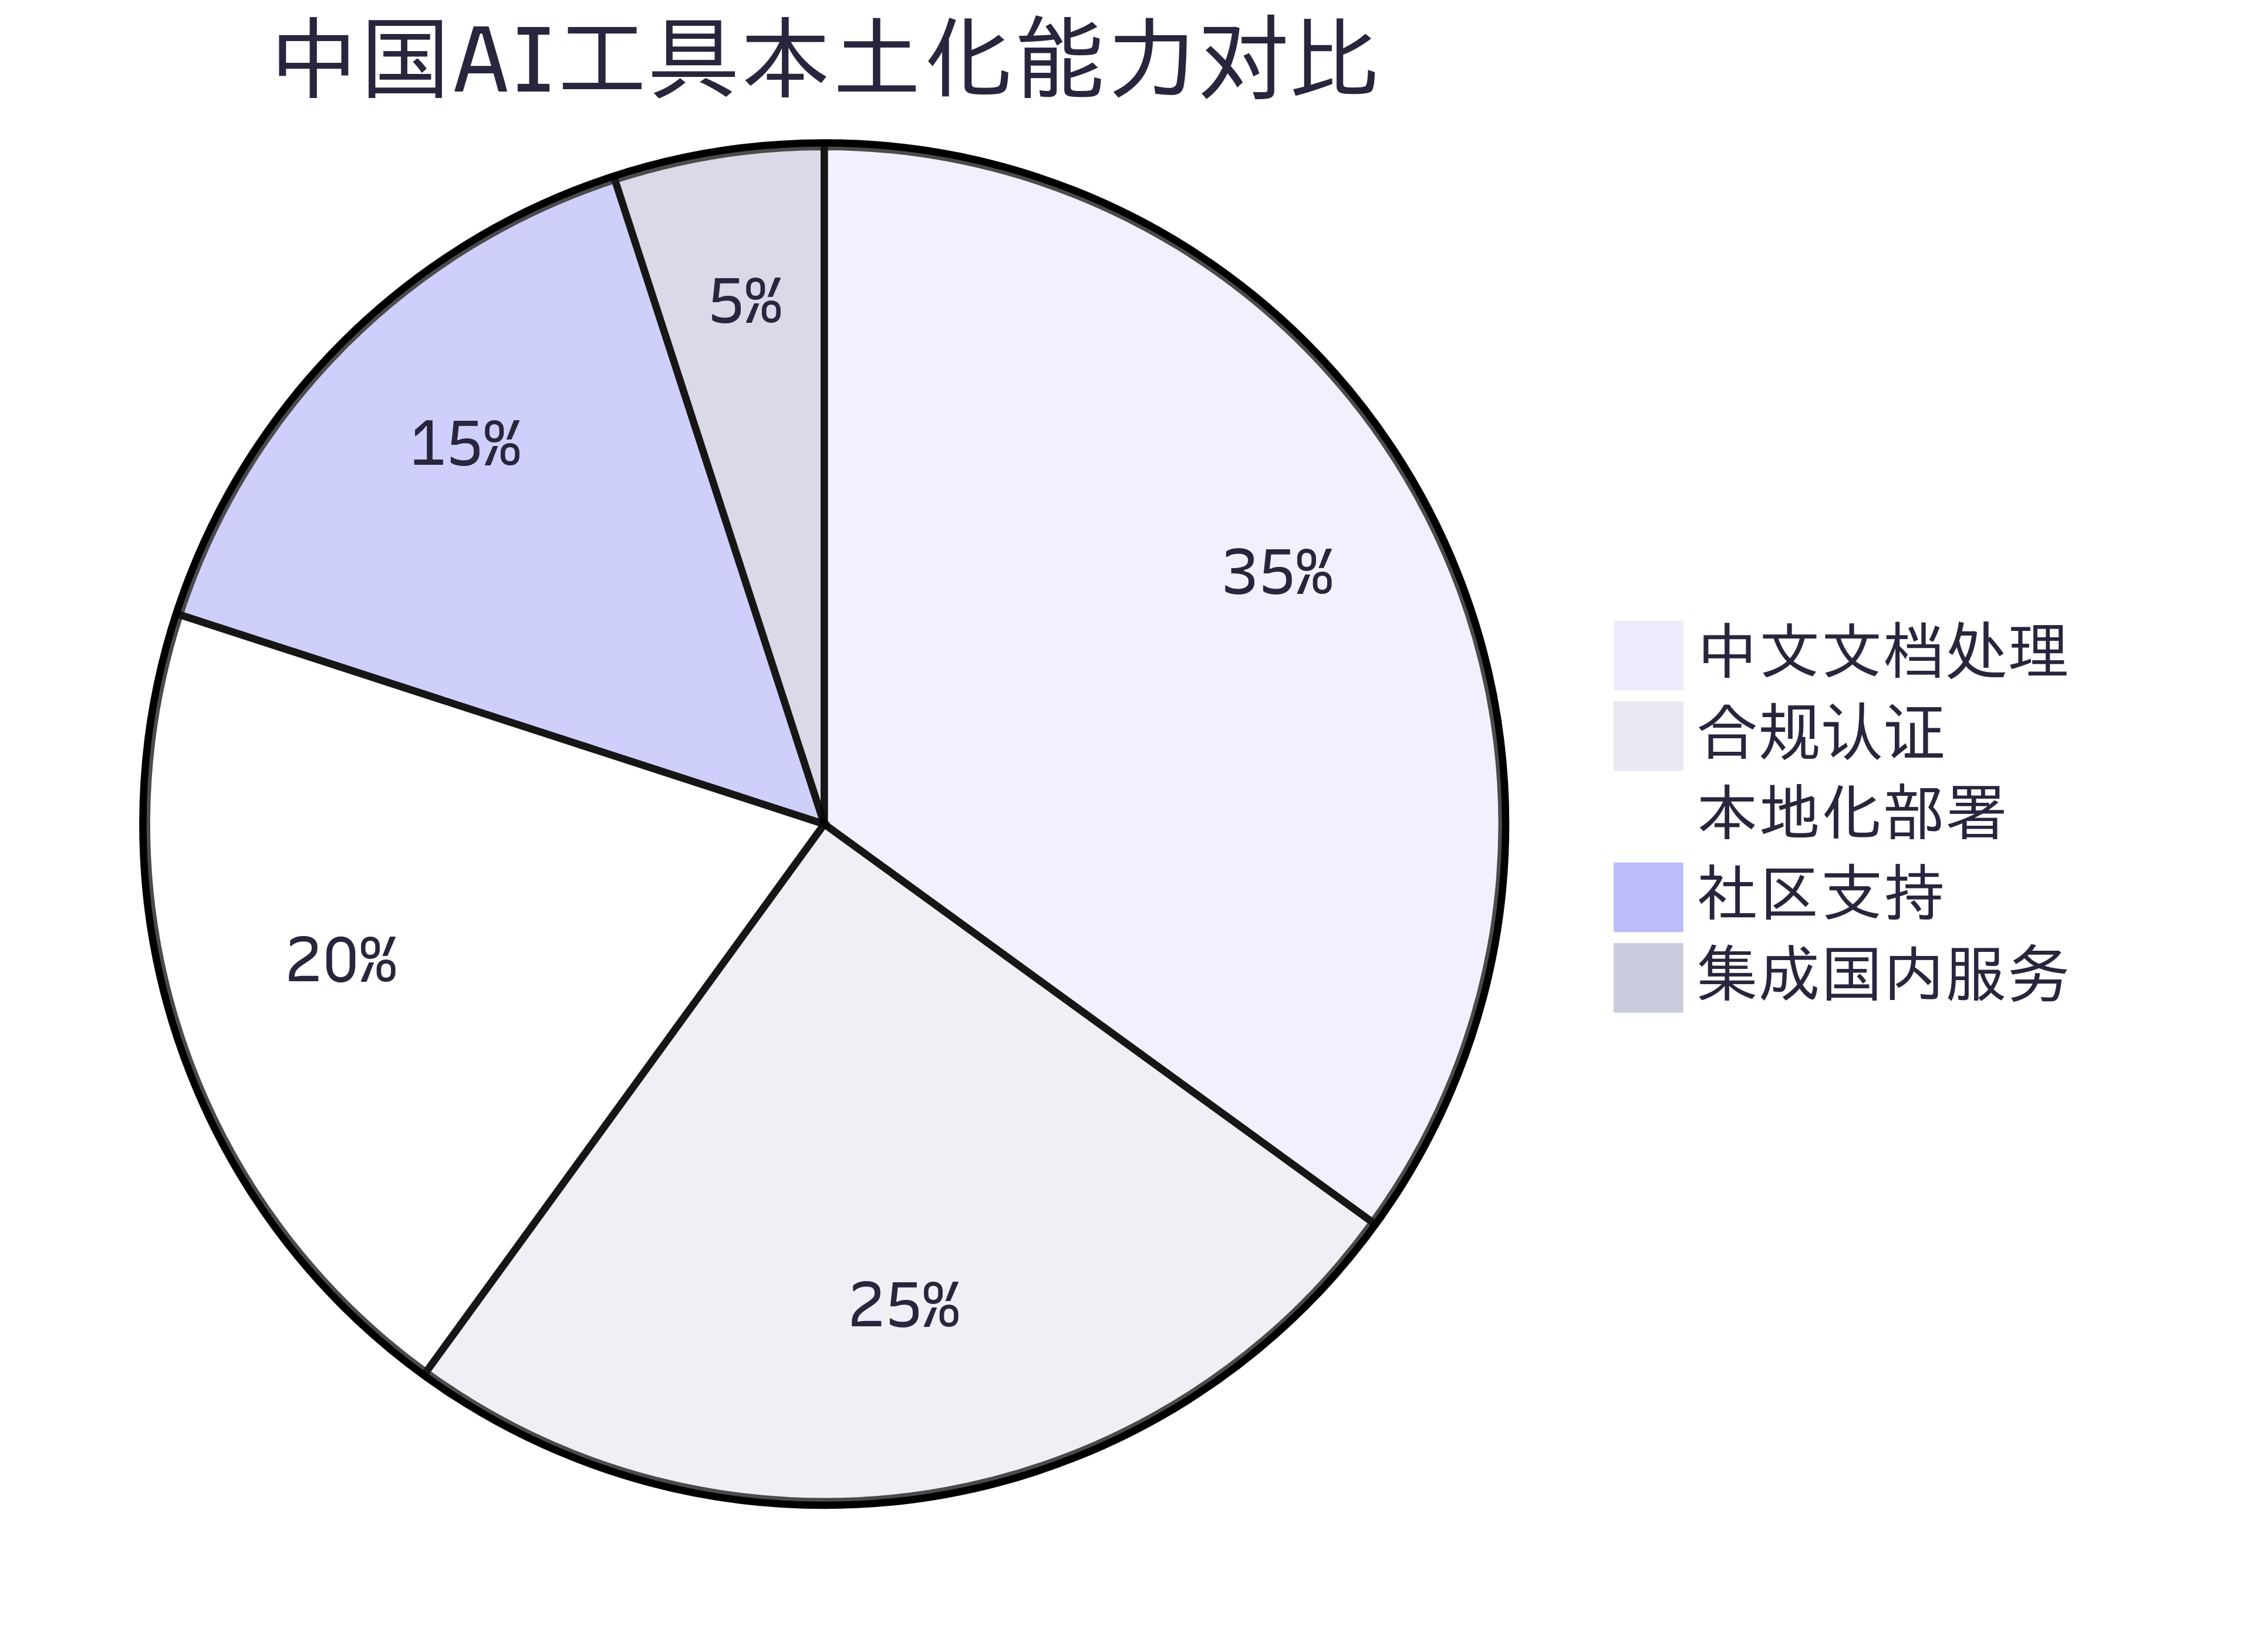 中国AI工具本土化能力对比
5%
15%
35%
20%
25%
中文文档处理
合规认证
本地化部署
社区支持
集成国内服务